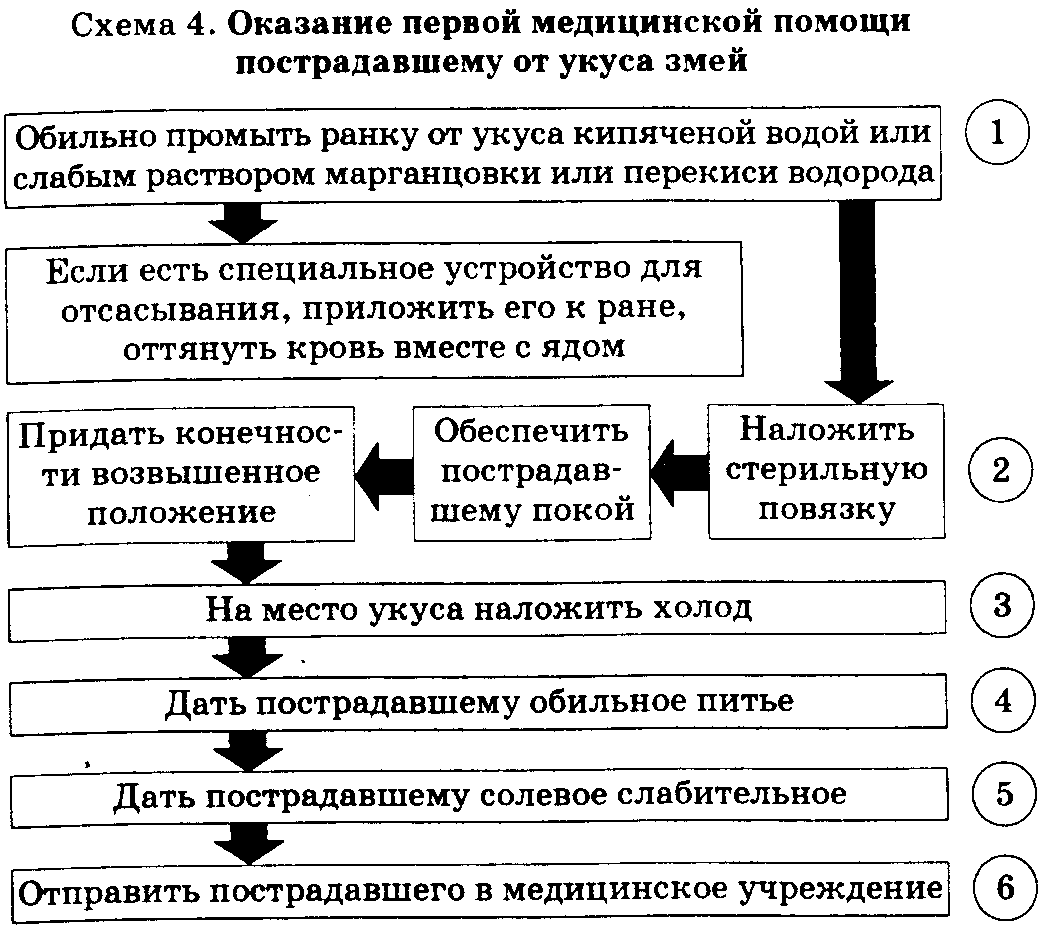 Схема 4. Оказание первой медицинской помощи
пострадавшему от укуса змей
Обильно промыть ранку от укуса кипяченой водой или
слабым раствором марганцовки или перекиси водорода
1
Если есть специальное устройство для
отсасывания, приложить его к ране,
оттянуть кровь вместе с ядом
Придать конечнос-
ти возвышенное
положение
Обеспечить
пострадав-
шему покой
Наложить
стерильную
повязку
2
На место укуса наложить холод
3
Дать пострадавшему обильное питье
4
Дать пострадавшему солевое слабительное
5
Отправить пострадавшего в медицинское учреждение
6